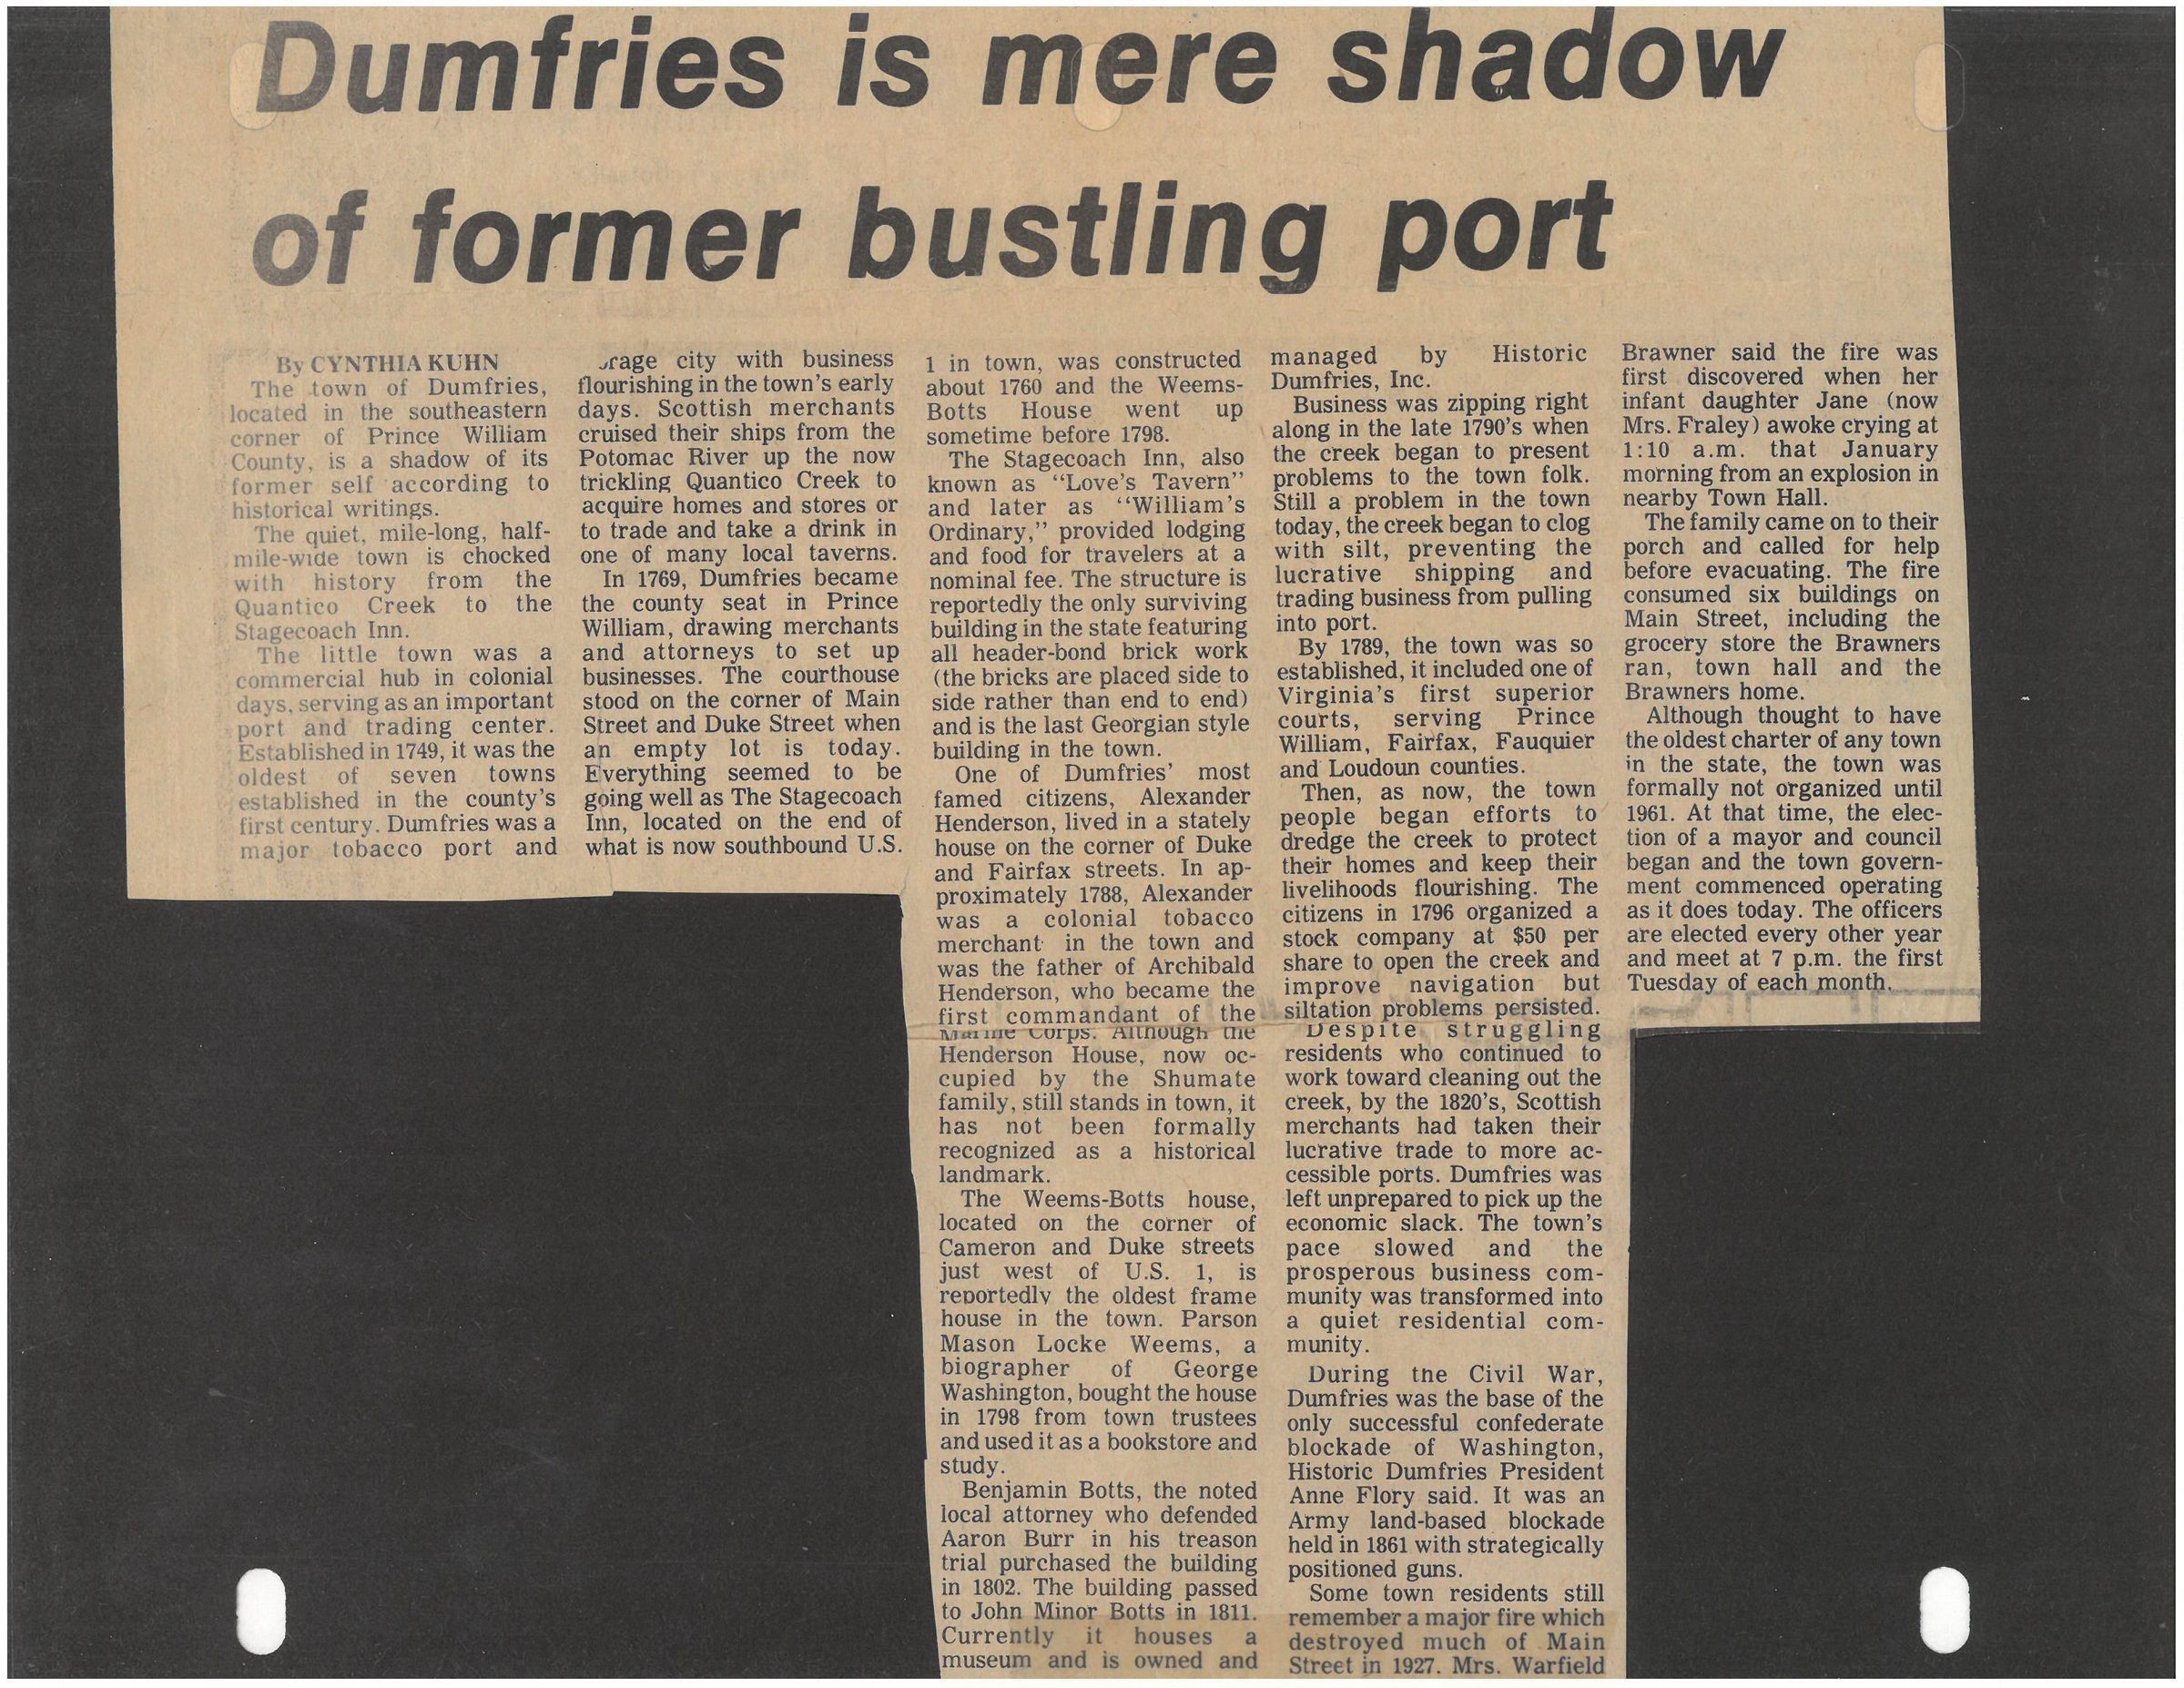 Dumfries is mere shadow
of former bustling port
By CYNTHIA KUHN
The town of Dumfries,
located in the southeastern
corner of Prince William
County, is a shadow of its
former self according to
historical writings.
The quiet, mile-long, half-
mile-wide town is chocked
with history from the
Quantico Creek to the
Stagecoach Inn.
The little town was a
commercial hub in colonial
days, serving as an important
port and trading center.
Established in 1749, it was the
oldest of seven towns
established in the county's
first century. Dumfries was a
major tobacco port and
city with business
flourishing in the town's early
days. Scottish merchants
cruised their ships from the
Potomac River up the now
trickling Quantico Creek to
acquire homes and stores or
to trade and take a drink in
one of many local taverns.
In 1769, Dumfries became
the county seat in Prince
William, drawing merchants
and attorneys to set up
businesses. The courthouse
stood on the corner of Main
Street and Duke Street when
an empty lot is today.
Everything seemed to be
going well as The Stagecoach
Inn, located on the end of
what is now southbound U.S.
1 in town, was constructed
about 1760 and the Weems-
Botts House went up
sometime before 1798.
The Stagecoach Inn, also
known as "Love's Tavern"
and later as "William's
Ordinary," provided lodging
and food for travelers at a
nominal fee. The structure is
reportedly the only surviving
building in the state featuring
all header-bond brick work
(the bricks are placed side to
side rather than end to end)
and is the last Georgian style
building in the town.
One of Dumfries' most
famed citizens, Alexander
Henderson, lived in a stately
house on the corner of Duke
and Fairfax streets. In ap-
proximately 1788, Alexander
was a colonial tobacco
merchant in the town and
was the father of Archibald
Henderson, who became the
first commandant of the
Marine Corps. Although the
Henderson House, now oc-
cupied by the Shumate
family, still stands in town, it
has not been formally
recognized as a historical
landmark.
The Weems-Botts house,
located on the corner of
Cameron and Duke streets
just west of U.S. 1, is
reportedly the oldest frame
house in the town. Parson
Mason Locke Weems, a
biographer of George
Washington, bought the house
in 1798 from town trustees
and used it as a bookstore and
study.
Benjamin Botts, the noted
local attorney who defended
Aaron Burr in his treason
trial purchased the building
in 1802. The building passed
to John Minor Botts in 1811.
Currently it houses a
museum and is owned and
managed by Historic
Dumfries, Inc.
Business was zipping right
along in the late 1790's when
the creek began to present
problems to the town folk.
Still a problem in the town
today, the creek began to clog
with silt, preventing the
lucrative shipping and
trading business from pulling
into port.
By 1789, the town was so
established, it included one of
Virginia's first superior
courts, serving Prince
William, Fairfax, Fauquier
and Loudoun counties.
Then, as now, the town
people began efforts to
dredge the creek to protect
their homes and keep their
livelihoods flourishing. The
citizens in 1796 organized a
stock company at $50 per
share to open the creek and
improve navigation but
siltation problems persisted.
Despite struggling
residents who continued to
work toward cleaning out the
creek, by the 1820's, Scottish
merchants had taken their
lucrative trade to more ac-
cessible ports. Dumfries was
left unprepared to pick up the
economic slack. The town's
pace slowed and the
prosperous business com-
munity was transformed into
a quiet residential com-
munity.
During the Civil War,
Dumfries was the base of the
only successful confederate
blockade of Washington,
Historic Dumfries President
Anne Flory said. It was an
Army land-based blockade
held in 1861 with strategically
positioned guns.
Some town residents still
remember a major fire which
destroyed much of Main
Street in 1927. Mrs. Warfield
Brawner said the fire was
first discovered when her
infant daughter Jane (now
Mrs. Fraley) awoke crying at
1:10 a.m. that January
morning from an explosion in
nearby Town Hall.
The family came on to their
porch and called for help
before evacuating. The fire
consumed six buildings on
Main Street, including the
grocery store the Brawners
ran, town hall and the
Brawners home.
Although thought to have
the oldest charter of any town
in the state, the town was
formally not organized until
1961. At that time, the elec-
tion of a mayor and council
began and the town govern-
ment commenced operating
as it does today. The officers
are elected every other year
and meet at 7 p.m. the first
Tuesday of each month.